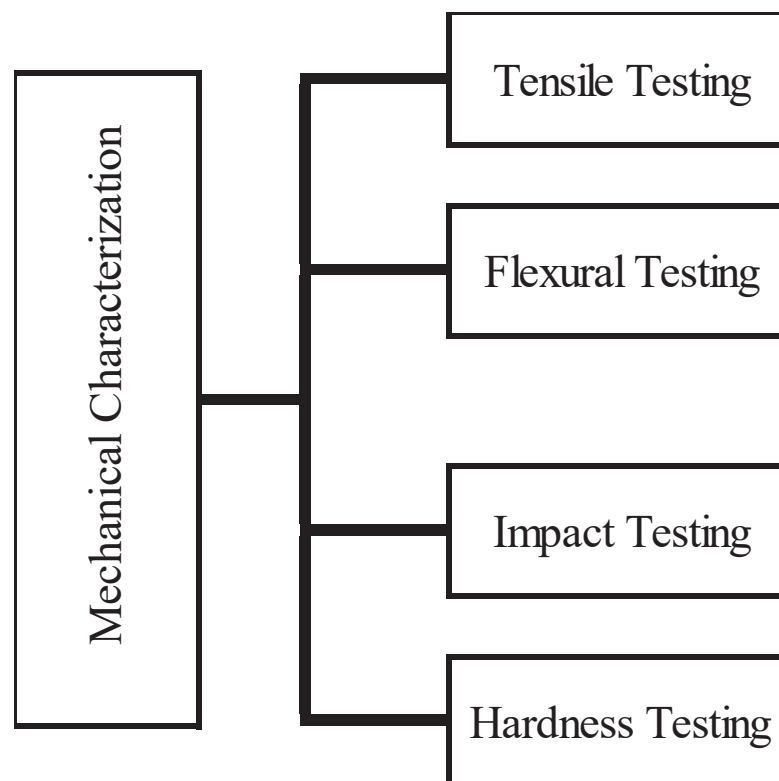 Mechanical Characterization
Tensile Testing
Flexural Testing
Impact Testing
Hardness Testing